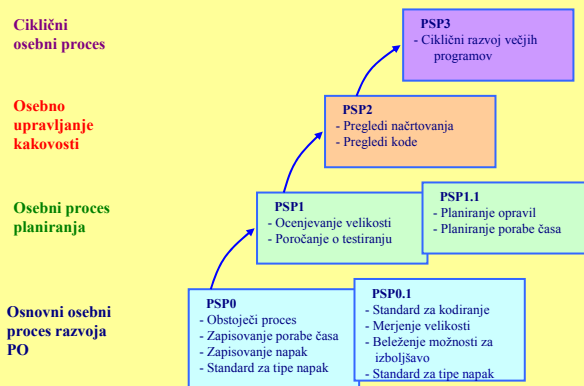 Ciklični
osebni proces
PSP3
- Ciklični razvoj večjih
programov
Osebno
upravljanje
kakovosti
PSP2
- Pregledi načrtovanja
- Pregledi kode
Osebni proces
planiranja
PSP1
- Ocenjevanje velikosti
- Poročanje o testiranju
PSP1.1
- Planiranje opravil
- Planiranje porabe časa
Osnovni osebni
proces razvoja
PO
PSP0
- Obstoječi proces
- Zapisovanje porabe časa
- Zapisovanje napak
- Standard za tipe napak
PSP0.1
- Standard za kodiranje
- Merjenje velikosti
- Beleženje možnosti za
izboljšavo
- Standard za tipe napak